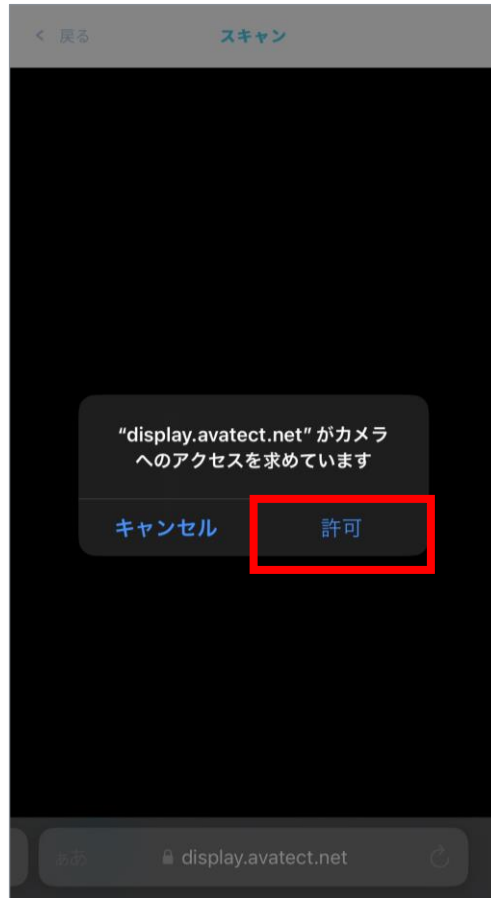 戻る
スキャン
“display.avatect.net” がカメラ
へのアクセスを求めています
キャンセル
許可
ああ
display.avatect.net